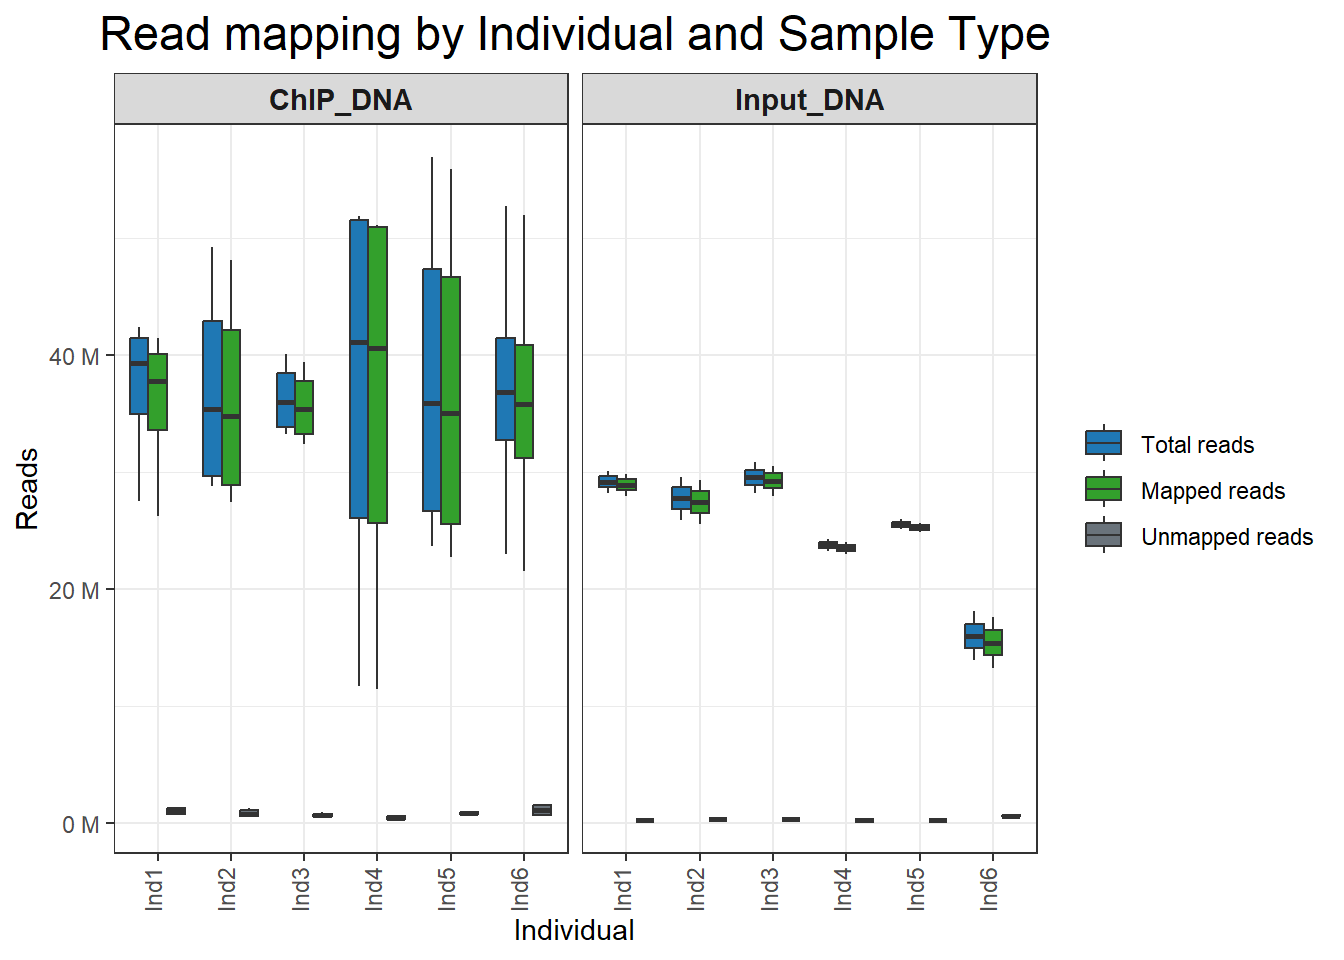 Read mapping by Individual and Sample Type
ChIP_DNA
Input_DNA
Reads
40 M
20 M
0 M
Ind1
Ind2
Ind3
Ind4
Ind5
Ind6
Ind1
Ind2
Ind3
Ind4
Ind5
Ind6
Individual
Total reads
Mapped reads
Unmapped reads